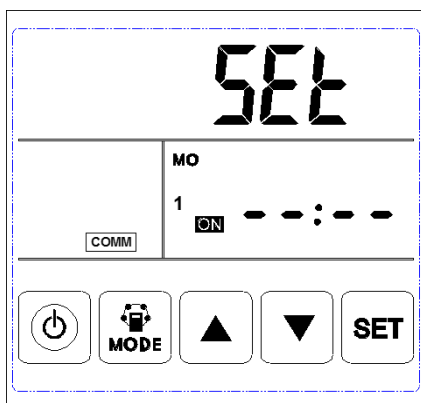 SEt
MO
1 ON --:--
COMM
MODE
SET